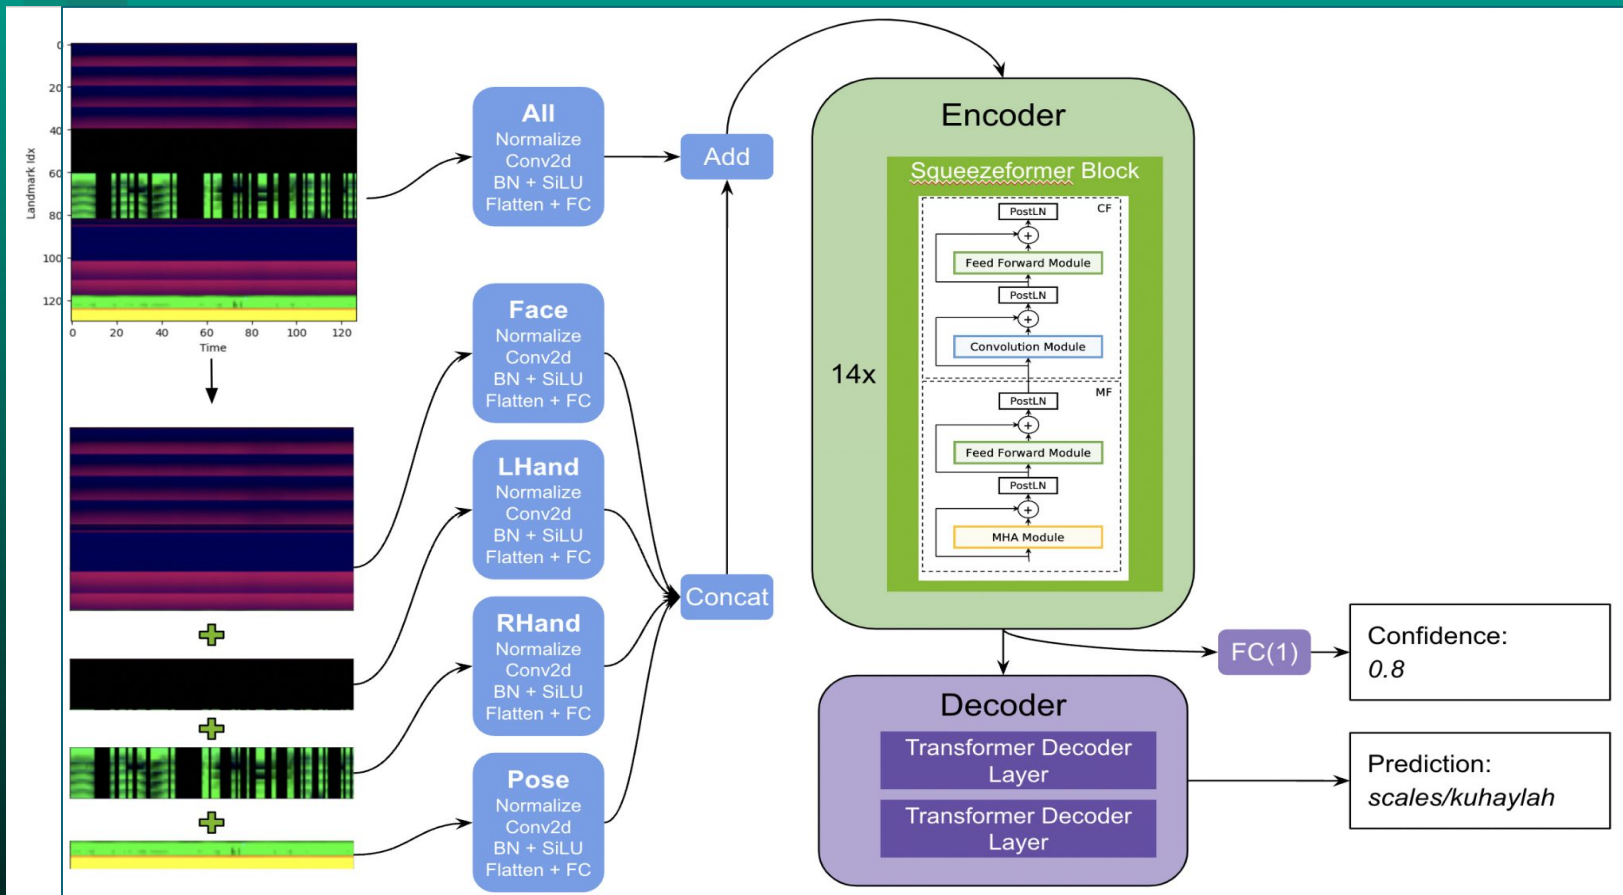 0
20
40
60
80
100
120
Landmark Idx
0
20
40
60
80
100
120
Time
All
Normalize
Conv2d
BN + SiLU
Flatten + FC
Face
Normalize
Conv2d
BN + SiLU
Flatten + FC
LHand
Normalize
Conv2d
BN + SiLU
Flatten + FC
RHand
Normalize
Conv2d
BN + SiLU
Flatten + FC
Pose
Normalize
Conv2d
BN + SiLU
Flatten + FC
Add
Concat
Encoder
14x
Squeezeformer Block
CF
PostLN
+
Feed Forward Module
PostLN
+
Convolution Module
MF
PostLN
+
Feed Forward Module
PostLN
+
MHA Module
Decoder
Transformer Decoder
Layer
Transformer Decoder
Layer
FC(1)
Confidence:
0.8
Prediction:
scales/kuhaylah